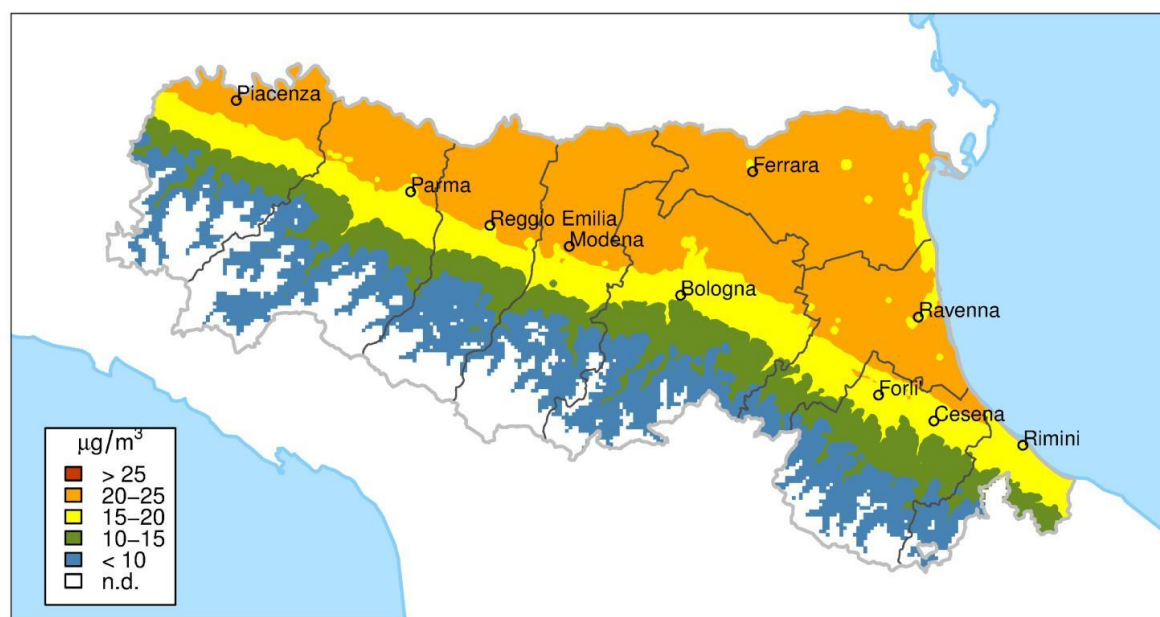 Piacenza
Parma
Ferrara
Reggio Emilia
Modena
Bologna
Ravenna
Forli'
Cesena
Rimini
μg/m³
> 25
20–25
15–20
10–15
< 10
n.d.